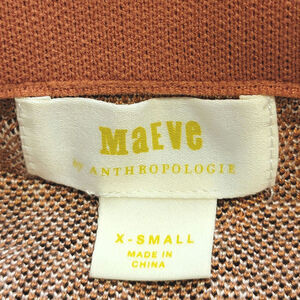 MaEVe
BY ANTHROPOLOGIE
X-SMALL
MADE IN
CHINA